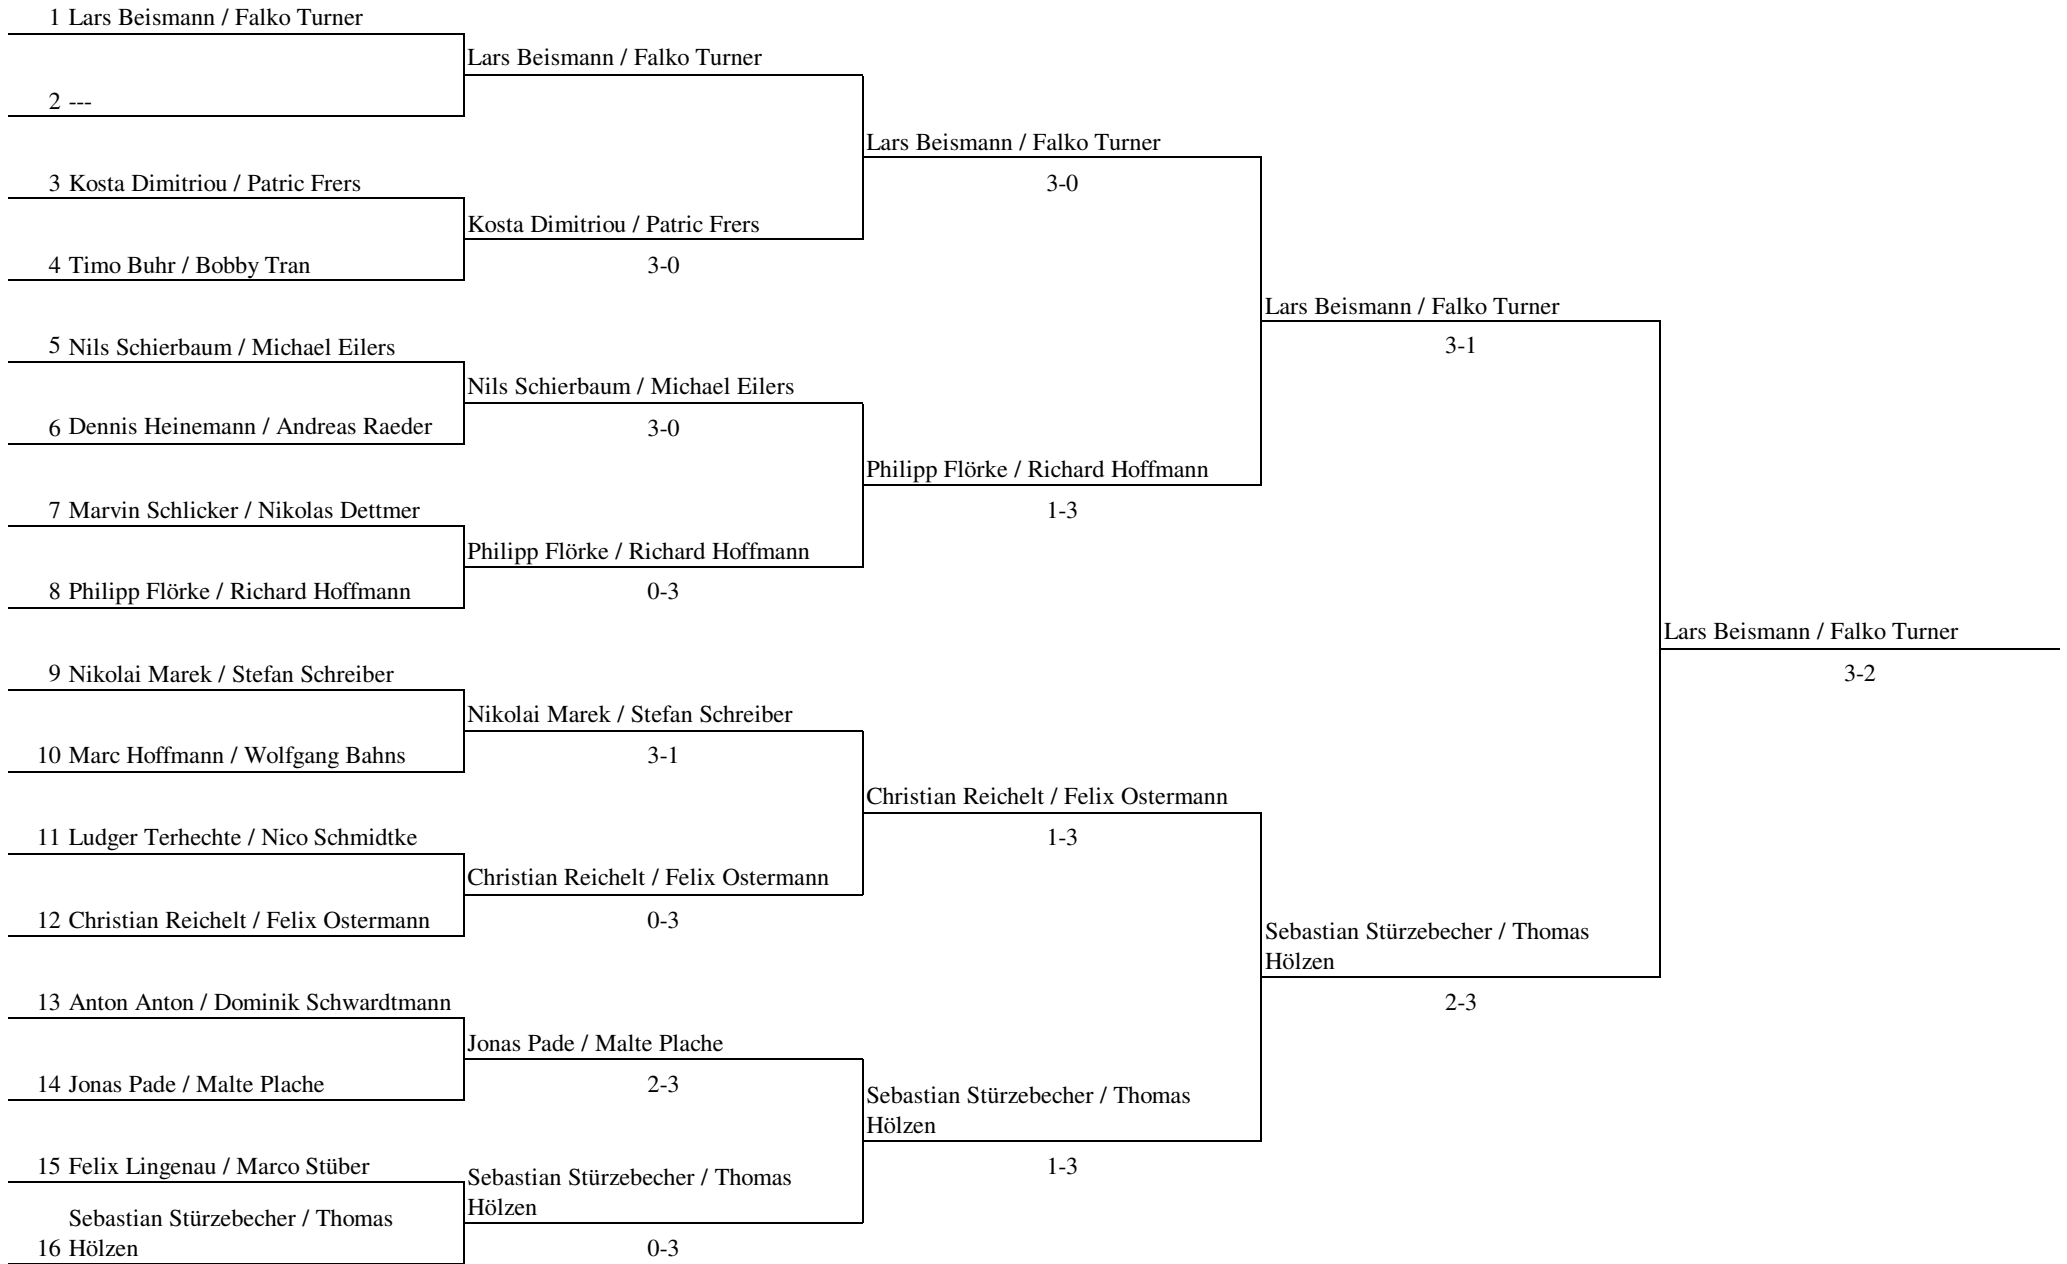 1 Lars Beismann / Falko Turner
Lars Beismann / Falko Turner
2 ---
Lars Beismann / Falko Turner
3 Kosta Dimitriou / Patric Frers
3-0
Kosta Dimitriou / Patric Frers
4 Timo Buhr / Bobby Tran
3-0
Lars Beismann / Falko Turner
5 Nils Schierbaum / Michael Eilers
3-1
Nils Schierbaum / Michael Eilers
6 Dennis Heinemann / Andreas Raeder
3-0
Philipp Flörke / Richard Hoffmann
7 Marvin Schlicker / Nikolas Dettmer
1-3
Philipp Flörke / Richard Hoffmann
8 Philipp Flörke / Richard Hoffmann
0-3
Lars Beismann / Falko Turner
9 Nikolai Marek / Stefan Schreiber
3-2
Nikolai Marek / Stefan Schreiber
10 Marc Hoffmann / Wolfgang Bahns
3-1
Christian Reichelt / Felix Ostermann
11 Ludger Terhechte / Nico Schmidtke
1-3
Christian Reichelt / Felix Ostermann
12 Christian Reichelt / Felix Ostermann
0-3
Sebastian Stürzebecher / Thomas
Hölzen
13 Anton Anton / Dominik Schwardtmann
2-3
Jonas Pade / Malte Plache
14 Jonas Pade / Malte Plache
2-3
Sebastian Stürzebecher / Thomas
Hölzen
15 Felix Lingenau / Marco Stüber
1-3
Sebastian Stürzebecher / Thomas
Hölzen
Sebastian Stürzebecher / Thomas
16 Hölzen
0-3